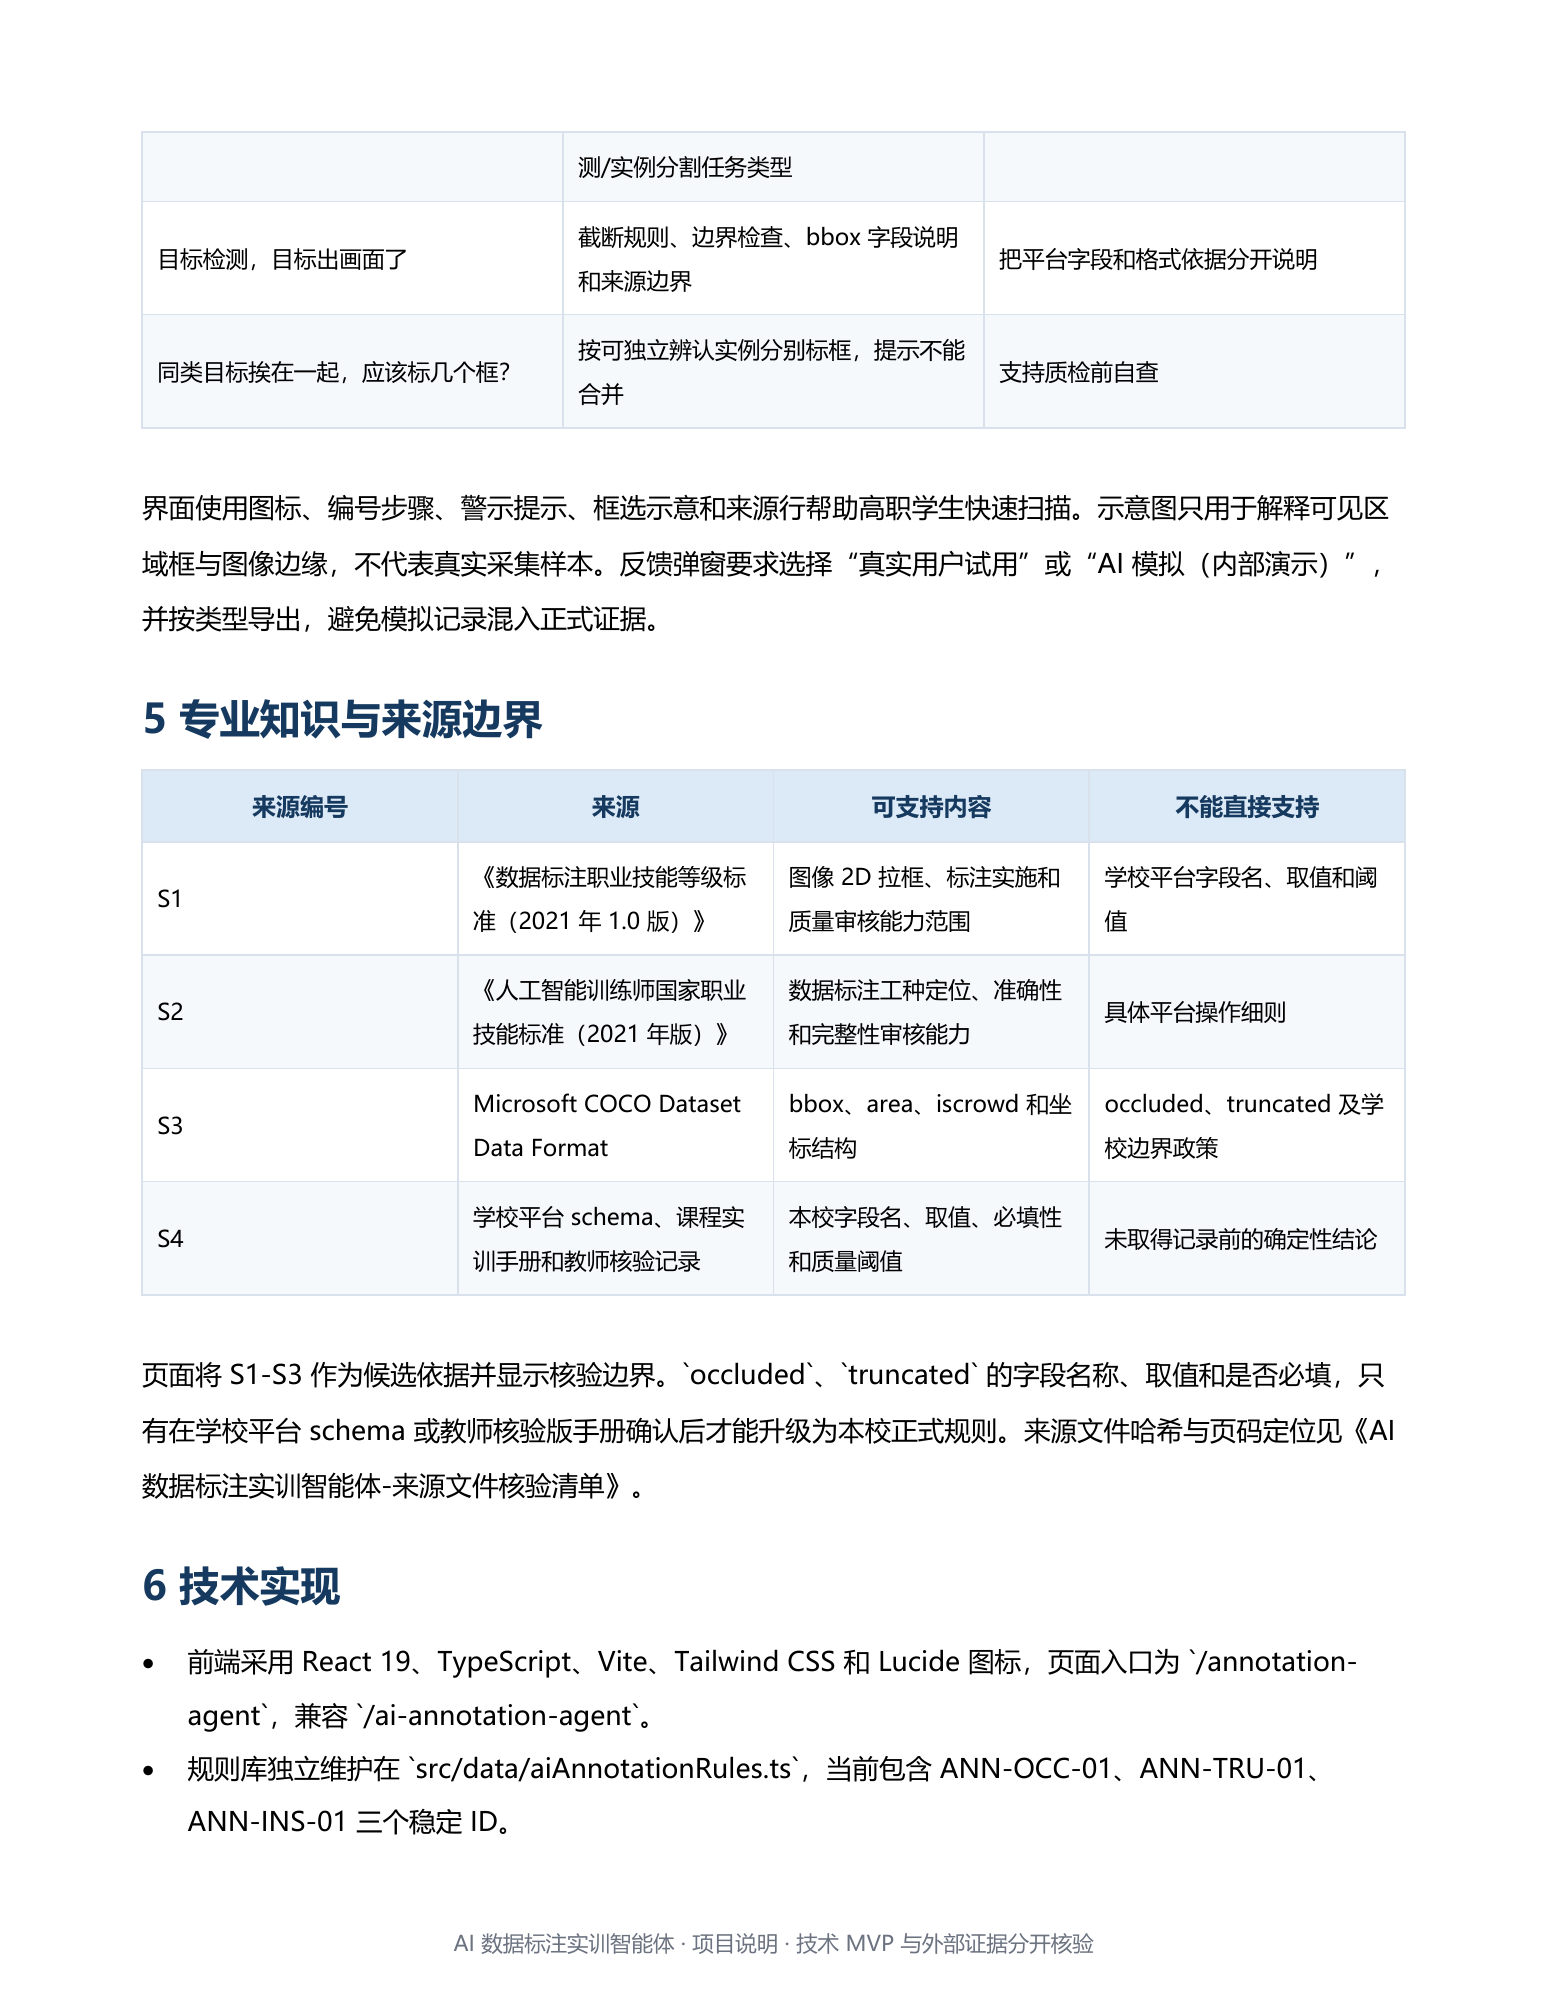 测/实例分割任务类型
目标检测，目标出画面了
截断规则、边界检查、bbox 字段说明
和来源边界
把平台字段和格式依据分开说明
同类目标挨在一起，应该标几个框？
按可独立辨认实例分别标框，提示不能
合并
支持质检前自查
界面使用图标、编号步骤、警示提示、框选示意和来源行帮助高职学生快速扫描。示意图只用于解释可见区
域框与图像边缘，不代表真实采集样本。反馈弹窗要求选择“真实用户试用”或“AI 模拟（内部演示）”，
并按类型导出，避免模拟记录混入正式证据。
5 专业知识与来源边界
来源编号
来源
可支持内容
不能直接支持
S1
《数据标注职业技能等级标
准（2021 年 1.0 版）》
图像 2D 拉框、标注实施和
质量审核能力范围
学校平台字段名、取值和阈
值
S2
《人工智能训练师国家职业
技能标准（2021 年版）》
数据标注工种定位、准确性
和完整性审核能力
具体平台操作细则
S3
Microsoft COCO Dataset
Data Format
bbox、area、iscrowd 和坐
标结构
occluded、truncated 及学
校边界政策
S4
学校平台 schema、课程实
训手册和教师核验记录
本校字段名、取值、必填性
和质量阈值
未取得记录前的确定性结论
页面将 S1-S3 作为候选依据并显示核验边界。`occluded`、`truncated` 的字段名称、取值和是否必填，只
有在学校平台 schema 或教师核验版手册确认后才能升级为本校正式规则。来源文件哈希与页码定位见《AI
数据标注实训智能体-来源文件核验清单》。
6 技术实现
• 前端采用 React 19、TypeScript、Vite、Tailwind CSS 和 Lucide 图标，页面入口为 `/annotation-
agent`，兼容 `/ai-annotation-agent`。
• 规则库独立维护在 `src/data/aiAnnotationRules.ts`，当前包含 ANN-OCC-01、ANN-TRU-01、
ANN-INS-01 三个稳定 ID。
AI 数据标注实训智能体 · 项目说明 · 技术 MVP 与外部证据分开核验